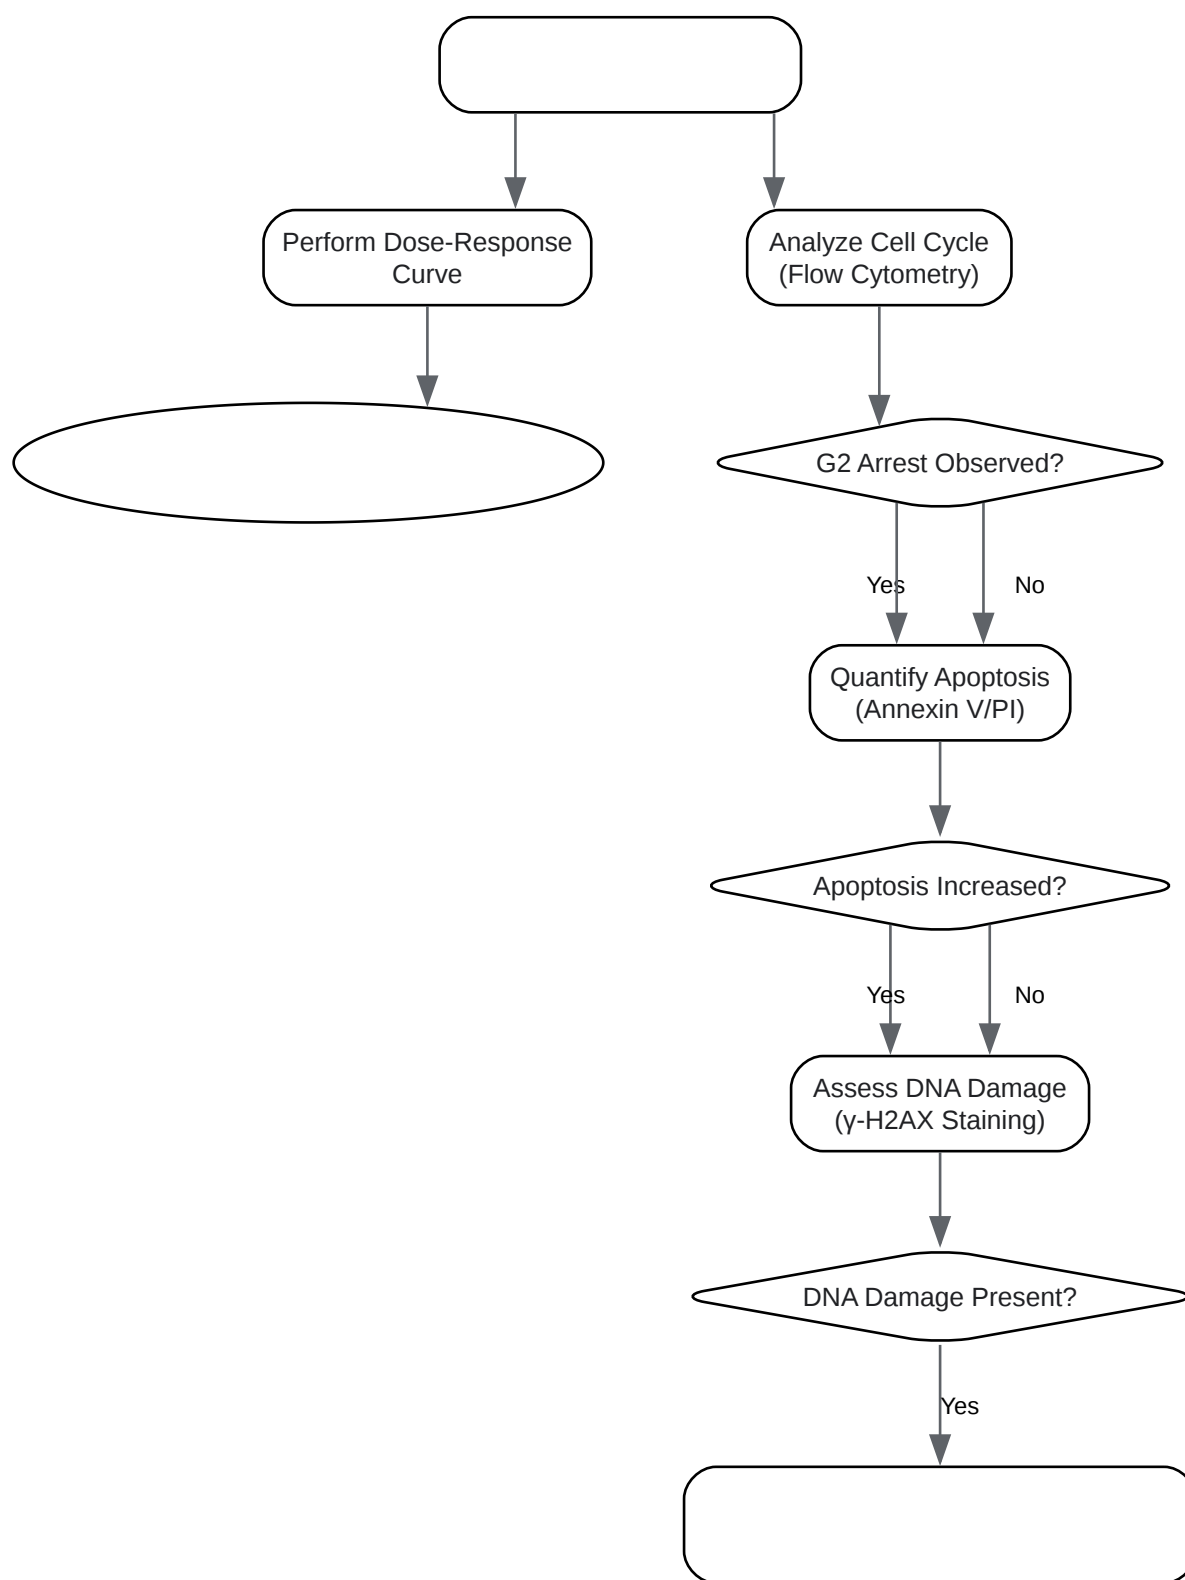 Perform Dose-Response
Curve
Analyze Cell Cycle
(Flow Cytometry)
G2 Arrest Observed?
Yes
No
Quantify Apoptosis
(Annexin V/PI)
Apoptosis Increased?
Yes
No
Assess DNA Damage
(γ-H2AX Staining)
DNA Damage Present?
Yes